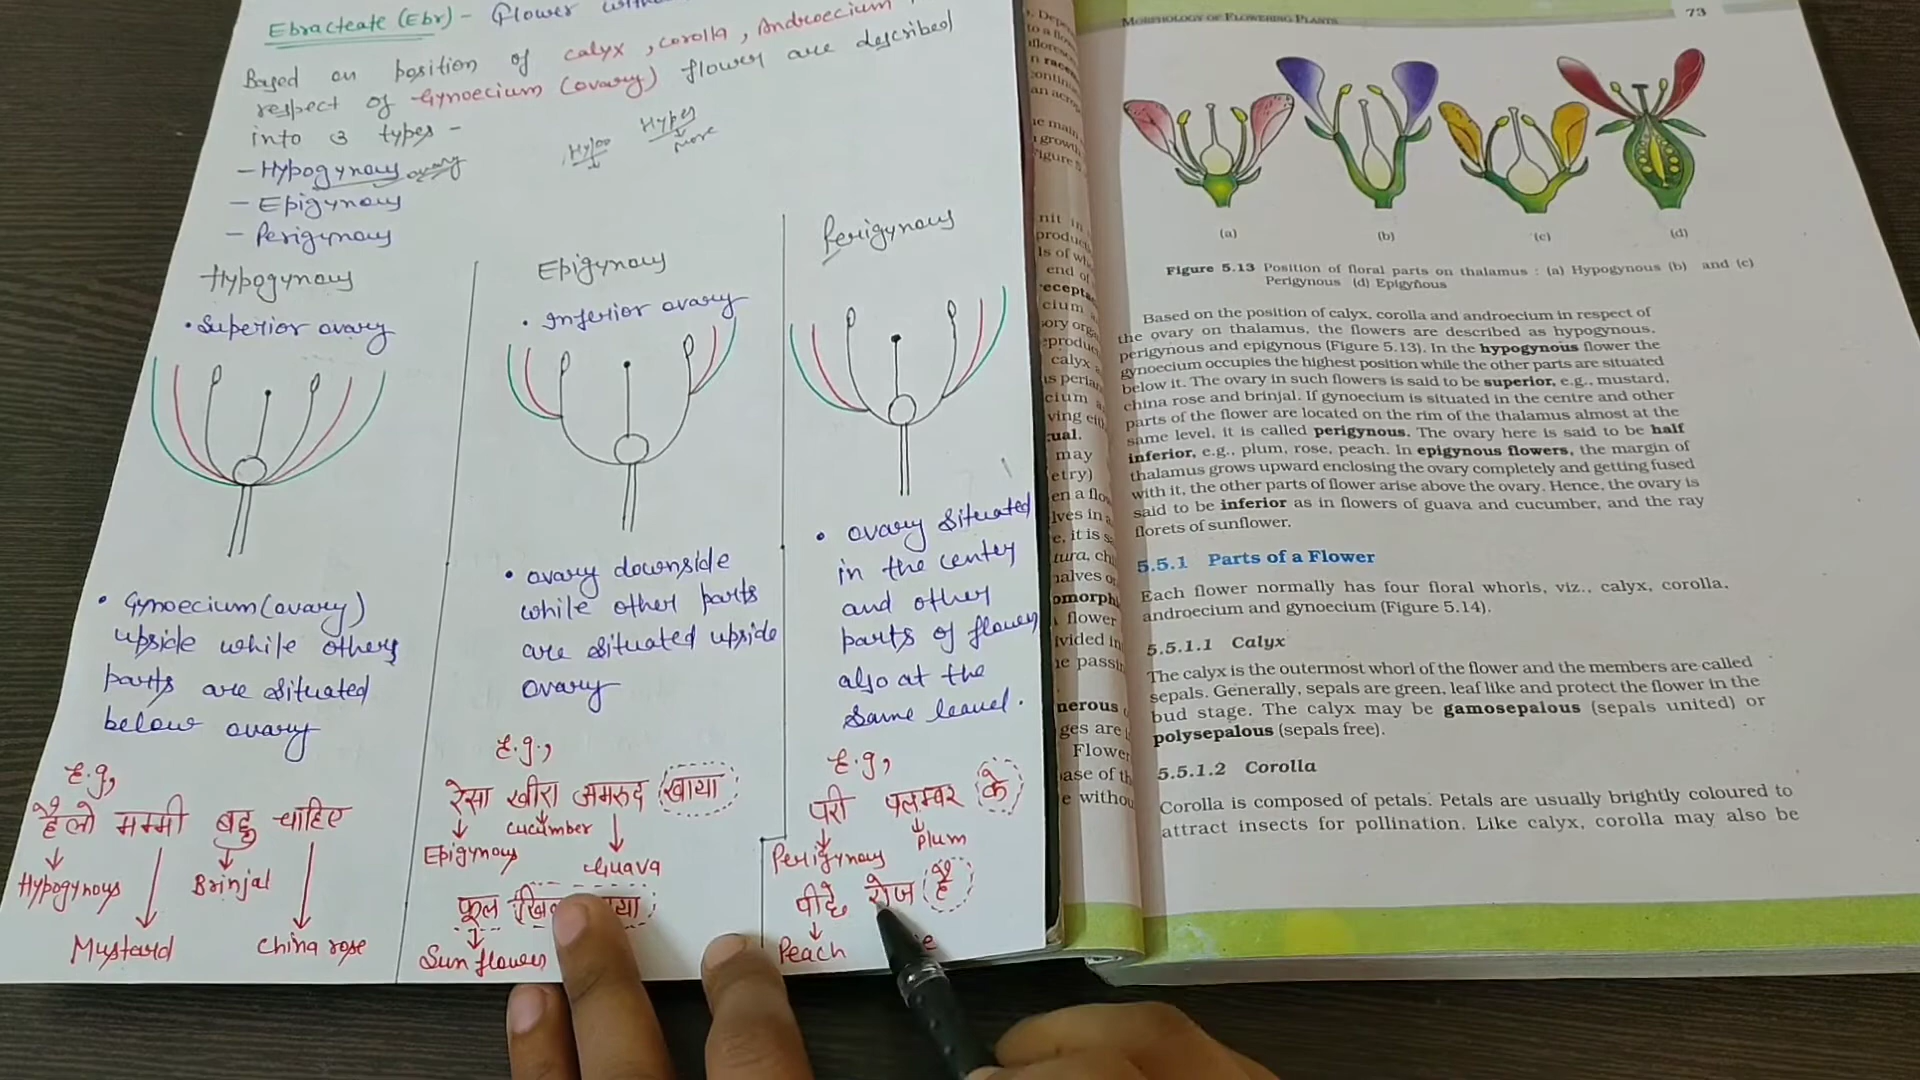 Ebracteate (Ebr) - Flower
Based on position of calyx, corolla, Androecium
respect of Gynoecium (ovary) flower are described
into 3 types -
- Hypogynous ovary
- Epigynous
- Perigynous
Hypo
Hyper
more
Hypogynous
• Superior ovary
• Gynoecium (ovary)
upside while others
parts are situated
below ovary
E.g,
हैलो मम्मी बहु चाहिए
Hypogynous
Brinjal
Mustard
China rose
Epigynous
• Inferior ovary
• ovary downside
while other parts
are situated upside
ovary
E.g.,
रेसा खीरा अमरुद खाया
Cucumber
Epigynous
Guava
फूल
Sunflower
Perigynous
• ovary situated
in the center
and other
parts of flower
also at the
same leavel.
E.g,
परी पलम्बर के
Plum
Perigynous
रोज है
Peach
MORPHOLOGY OF FLOWERING PLANTS
73
(a) (b) (c) (d)
Figure 5.13 Position of floral parts on thalamus : (a) Hypogynous (b) and (c)
Perigynous (d) Epigynous
Based on the position of calyx, corolla and androecium in respect of
the ovary on thalamus, the flowers are described as hypogynous,
perigynous and epigynous (Figure 5.13). In the hypogynous flower the
gynoecium occupies the highest position while the other parts are situated
below it. The ovary in such flowers is said to be superior, e.g., mustard,
china rose and brinjal. If gynoecium is situated in the centre and other
parts of the flower are located on the rim of the thalamus almost at the
same level, it is called perigynous. The ovary here is said to be half
inferior, e.g., plum, rose, peach. In epigynous flowers, the margin of
thalamus grows upward enclosing the ovary completely and getting fused
with it, the other parts of flower arise above the ovary. Hence, the ovary is
said to be inferior as in flowers of guava and cucumber, and the ray
florets of sunflower.
5.5.1 Parts of a Flower
Each flower normally has four floral whorls, viz., calyx, corolla,
androecium and gynoecium (Figure 5.14).
5.5.1.1 Calyx
The calyx is the outermost whorl of the flower and the members are called
sepals. Generally, sepals are green, leaf like and protect the flower in the
bud stage. The calyx may be gamosepalous (sepals united) or
polysepalous (sepals free).
5.5.1.2 Corolla
Corolla is composed of petals. Petals are usually brightly coloured to
attract insects for pollination. Like calyx, corolla may also be